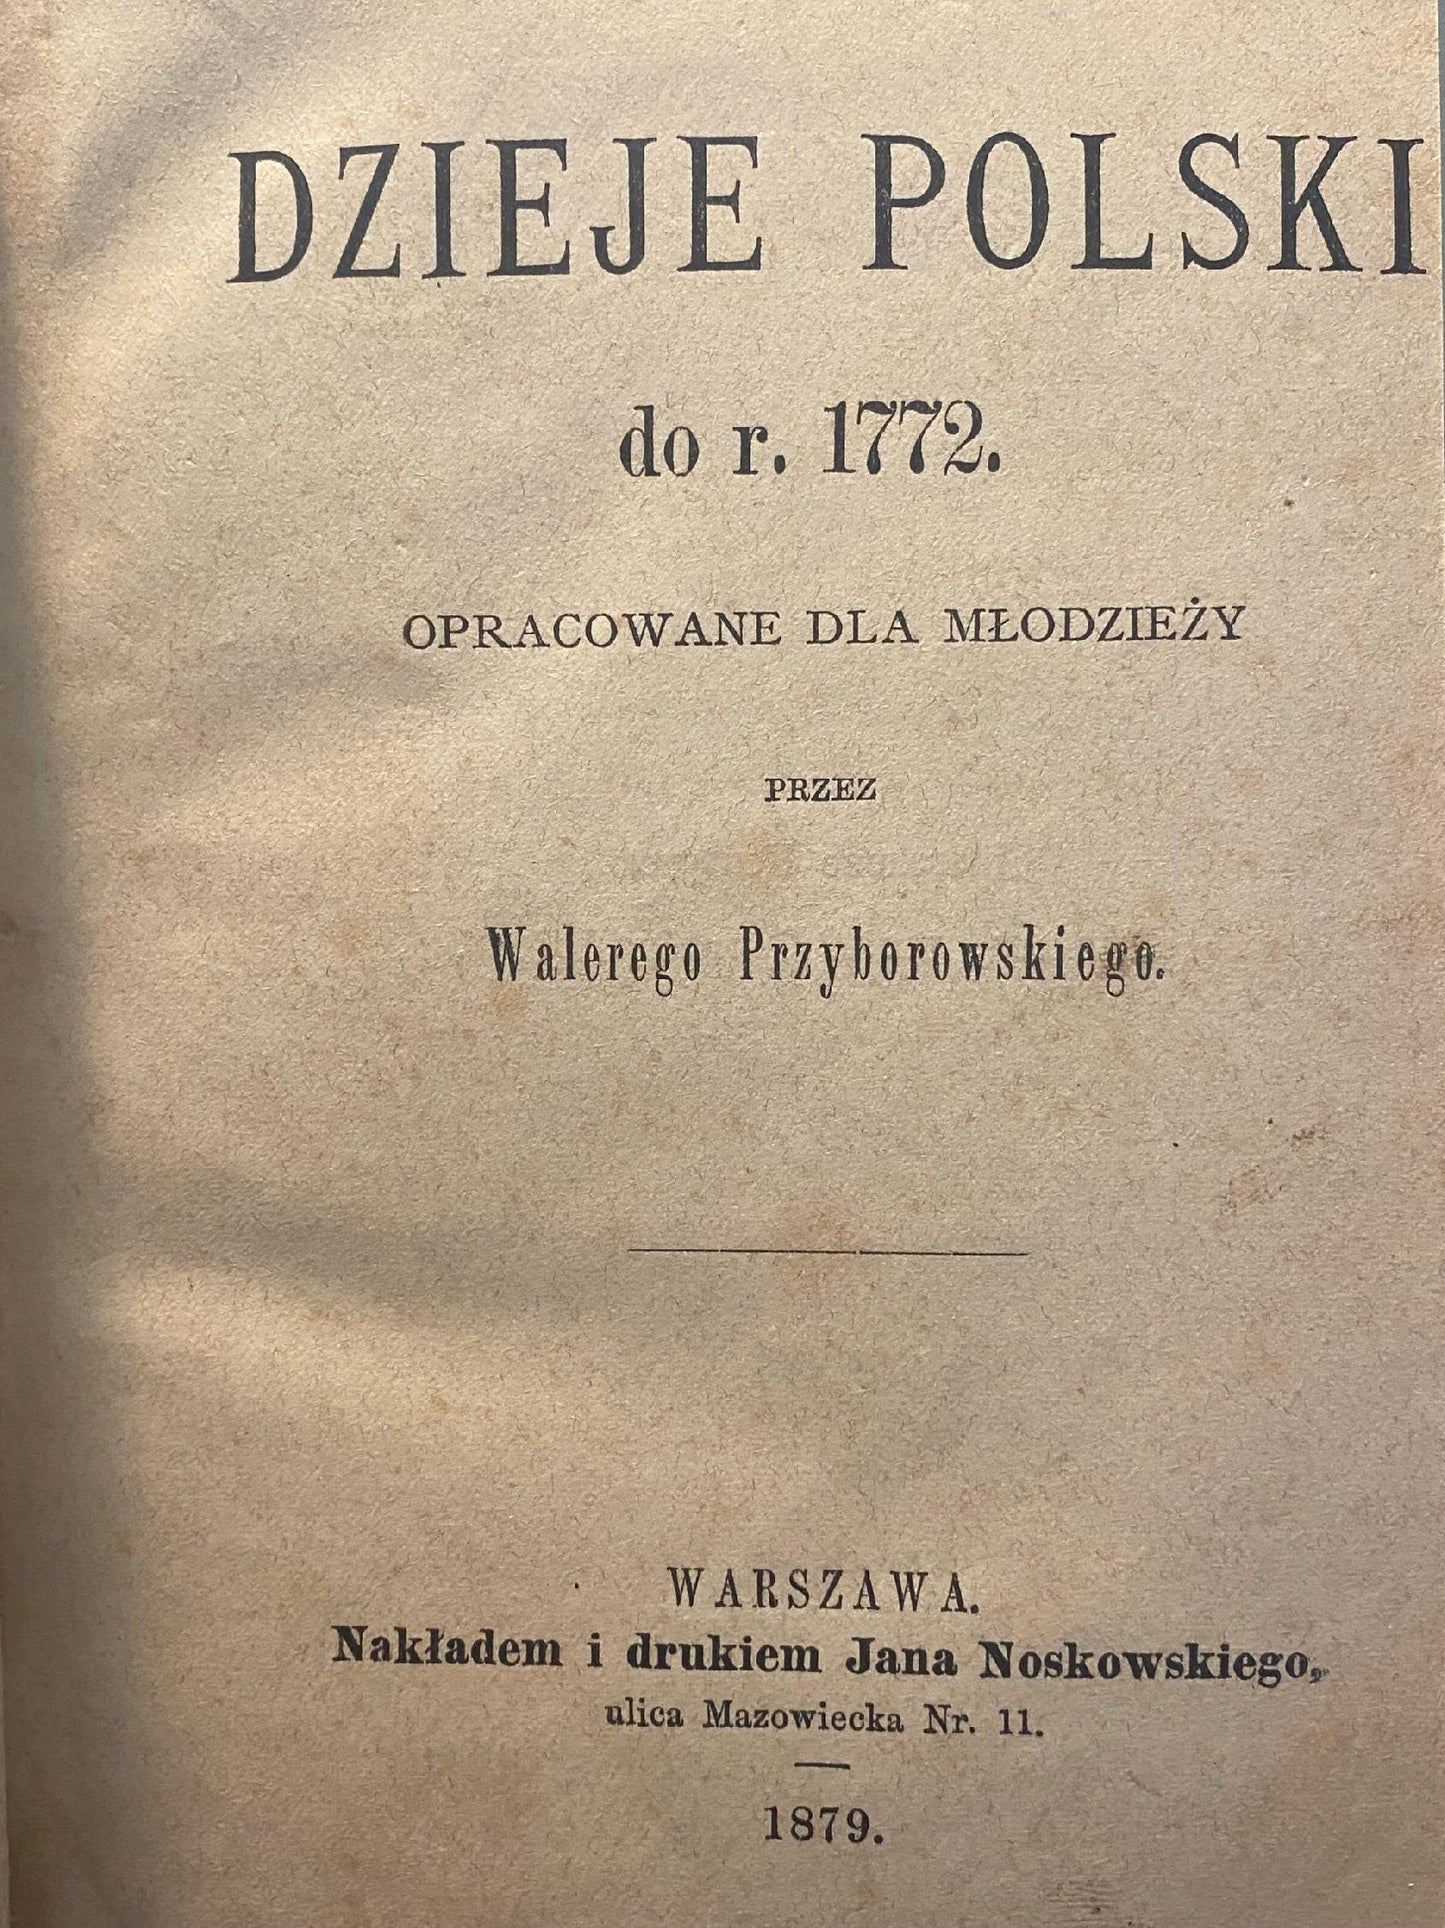 DZIEJE POLSKI
do r. 1772.
OPRACOWANE DLA MŁODZIEŻY
PRZEZ
Walerego Przyborowskiego.
WARSZAWA.
Nakładem i drukiem Jana Noskowskiego,
ulica Mazowiecka Nr. 11.
1879.